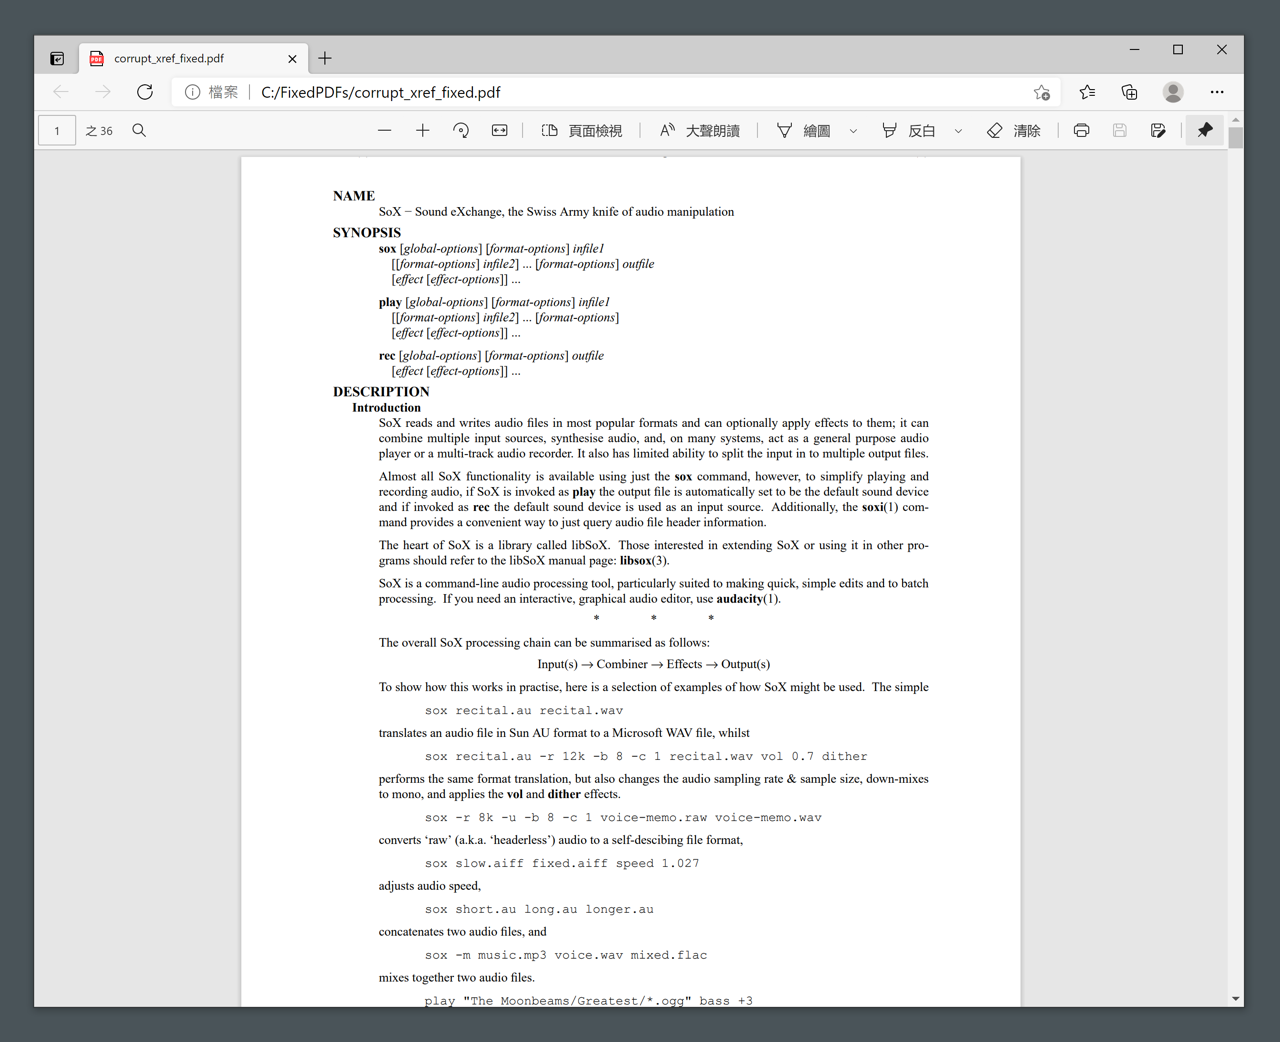 corrupt_xref_fixed.pdf
檔案 C:/FixedPDFs/corrupt_xref_fixed.pdf
1 之 36 頁面檢視 A 大聲朗讀 繪圖 反白 清除
NAME
SoX − Sound eXchange, the Swiss Army knife of audio manipulation
SYNOPSIS
sox [global-options] [format-options] infile1
[[format-options] infile2] ... [format-options] outfile
[effect [effect-options]] ...
play [global-options] [format-options] infile1
[[format-options] infile2] ... [format-options]
[effect [effect-options]] ...
rec [global-options] [format-options] outfile
[effect [effect-options]] ...
DESCRIPTION
Introduction
SoX reads and writes audio files in most popular formats and can optionally apply effects to them; it can
combine multiple input sources, synthesise audio, and, on many systems, act as a general purpose audio
player or a multi-track audio recorder. It also has limited ability to split the input in to multiple output files.
Almost all SoX functionality is available using just the sox command, however, to simplify playing and
recording audio, if SoX is invoked as play the output file is automatically set to be the default sound device
and if invoked as rec the default sound device is used as an input source. Additionally, the soxi(1) com-
mand provides a convenient way to just query audio file header information.
The heart of SoX is a library called libSoX. Those interested in extending SoX or using it in other pro-
grams should refer to the libSoX manual page: libsox(3).
SoX is a command-line audio processing tool, particularly suited to making quick, simple edits and to batch
processing. If you need an interactive, graphical audio editor, use audacity(1).
* * *
The overall SoX processing chain can be summarised as follows:
Input(s) → Combiner → Effects → Output(s)
To show how this works in practise, here is a selection of examples of how SoX might be used. The simple
sox recital.au recital.wav
translates an audio file in Sun AU format to a Microsoft WAV file, whilst
sox recital.au -r 12k -b 8 -c 1 recital.wav vol 0.7 dither
performs the same format translation, but also changes the audio sampling rate & sample size, down-mixes
to mono, and applies the vol and dither effects.
sox -r 8k -u -b 8 -c 1 voice-memo.raw voice-memo.wav
converts ‘raw’ (a.k.a. ‘headerless’) audio to a self-descibing file format,
sox slow.aiff fixed.aiff speed 1.027
adjusts audio speed,
sox short.au long.au longer.au
concatenates two audio files, and
sox -m music.mp3 voice.wav mixed.flac
mixes together two audio files.
play "The Moonbeams/Greatest/*.ogg" bass +3